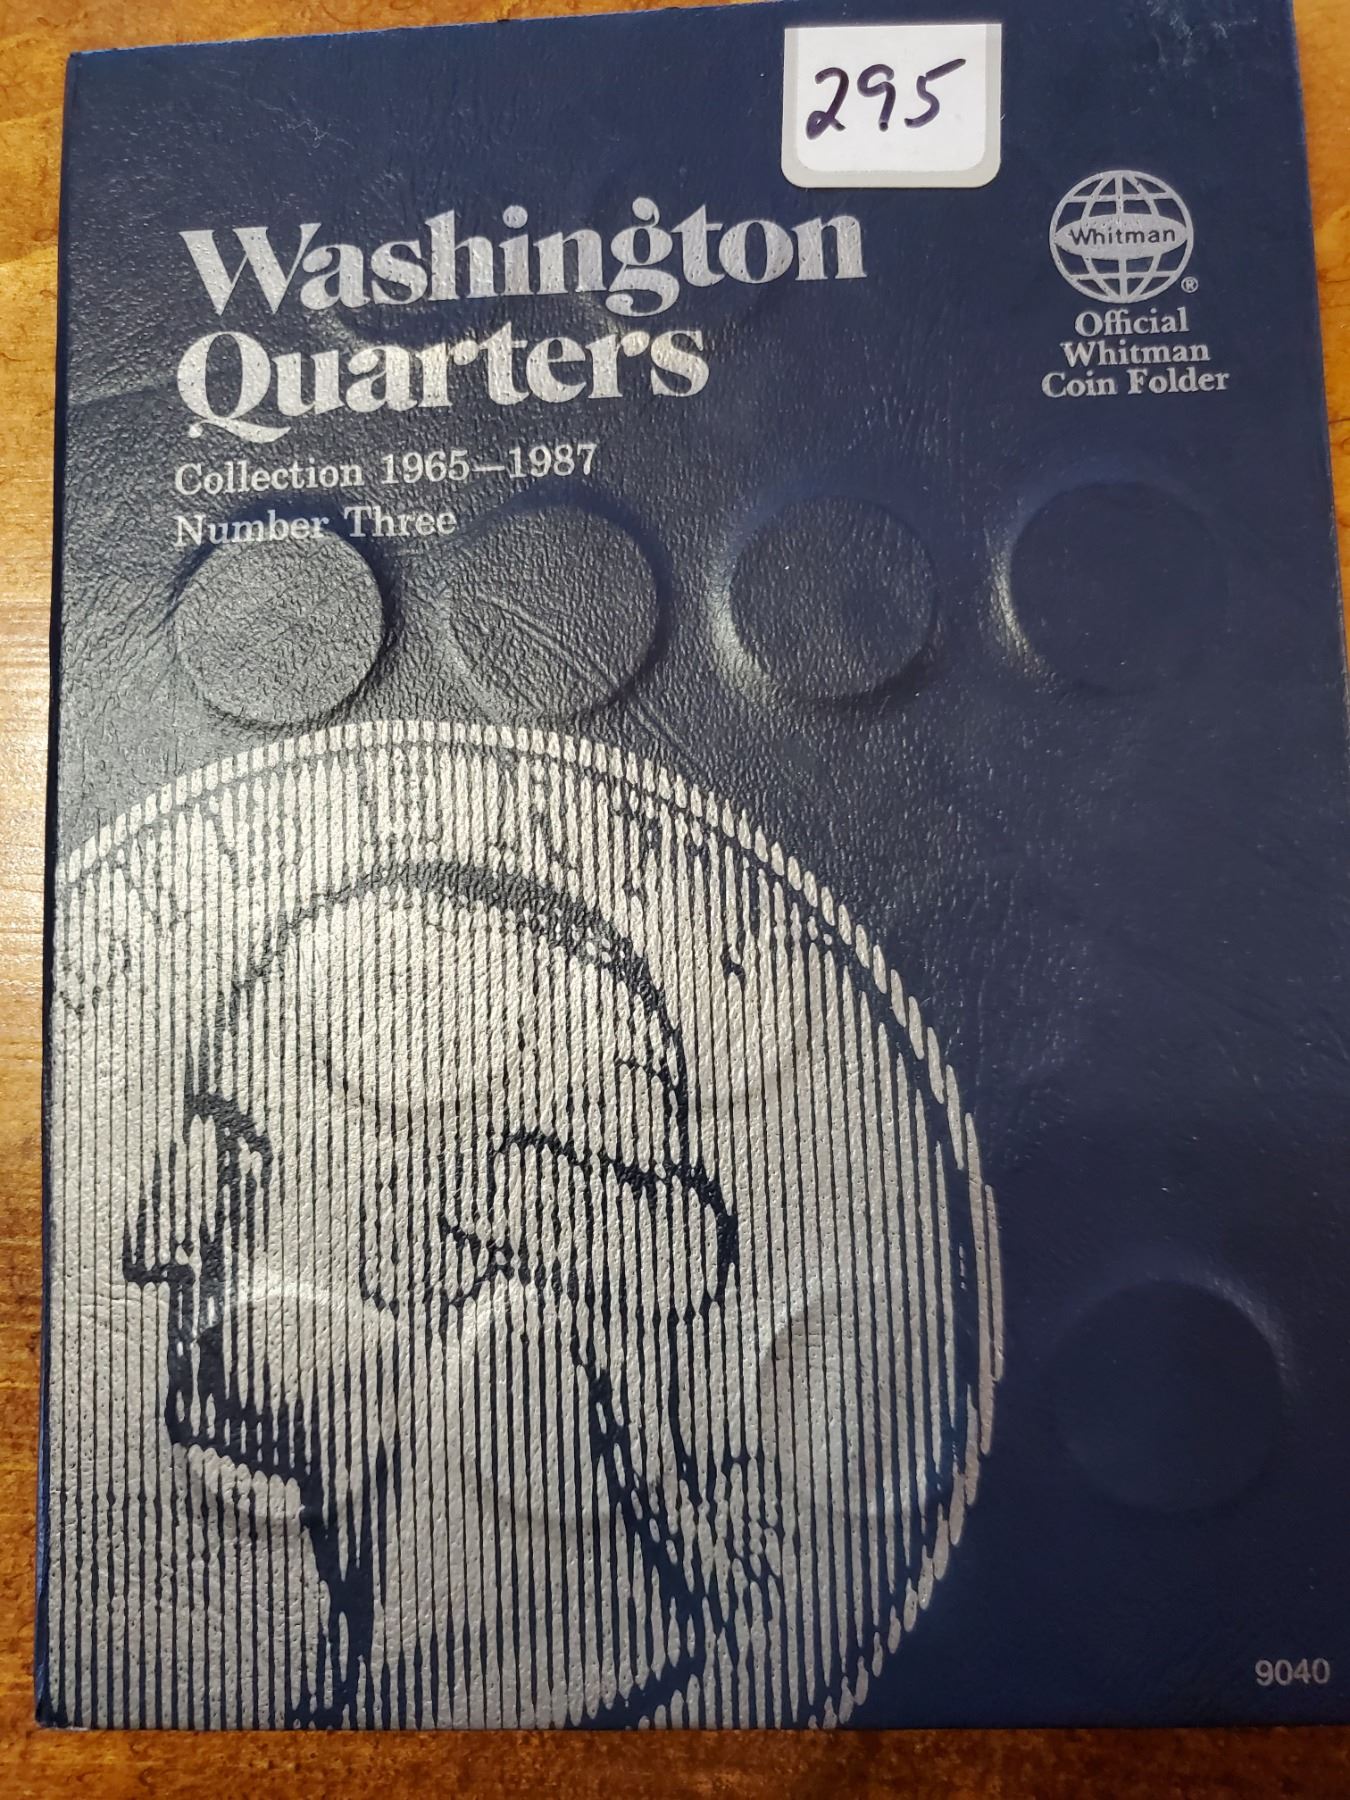 295
Washington
Quarters
Collection 1965—1987
Number Three
Whitman
®
Official
Whitman
Coin Folder
9040